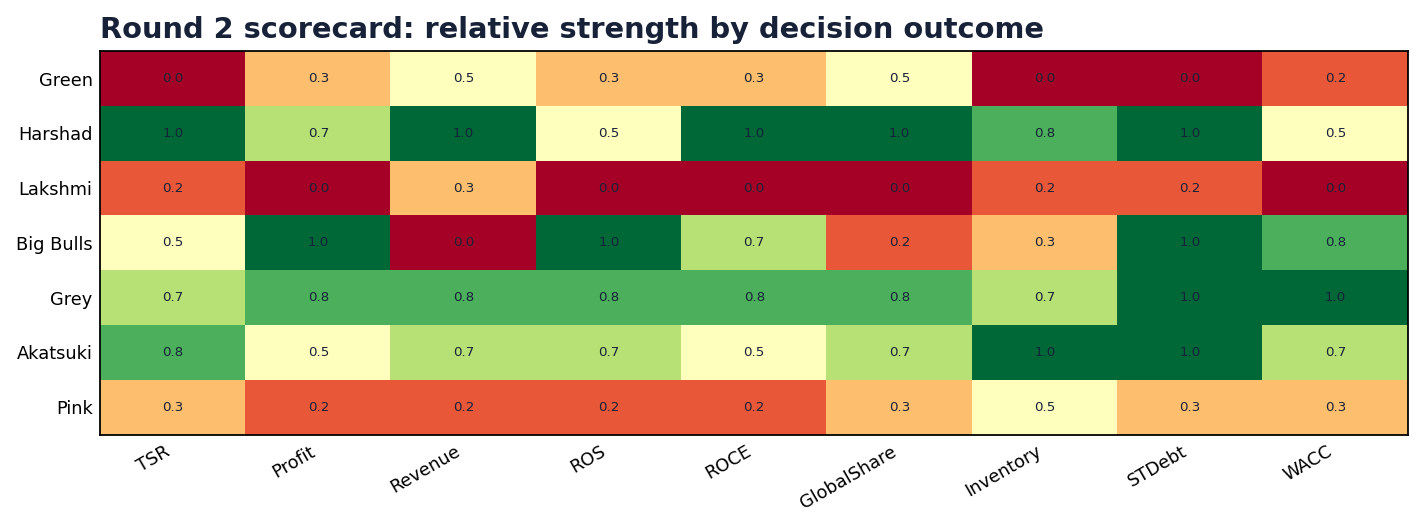 Round 2 scorecard: relative strength by decision outcome
Green 0.0 0.3 0.5 0.3 0.3 0.5 0.0 0.0 0.2
Harshad 1.0 0.7 1.0 0.5 1.0 1.0 0.8 1.0 0.5
Lakshmi 0.2 0.0 0.3 0.0 0.0 0.0 0.2 0.2 0.0
Big Bulls 0.5 1.0 0.0 1.0 0.7 0.2 0.3 1.0 0.8
Grey 0.7 0.8 0.8 0.8 0.8 0.8 0.7 1.0 1.0
Akatsuki 0.8 0.5 0.7 0.7 0.5 0.7 1.0 1.0 0.7
Pink 0.3 0.2 0.2 0.2 0.2 0.3 0.5 0.3 0.3
TSR Profit Revenue ROS ROCE GlobalShare Inventory STDebt WACC